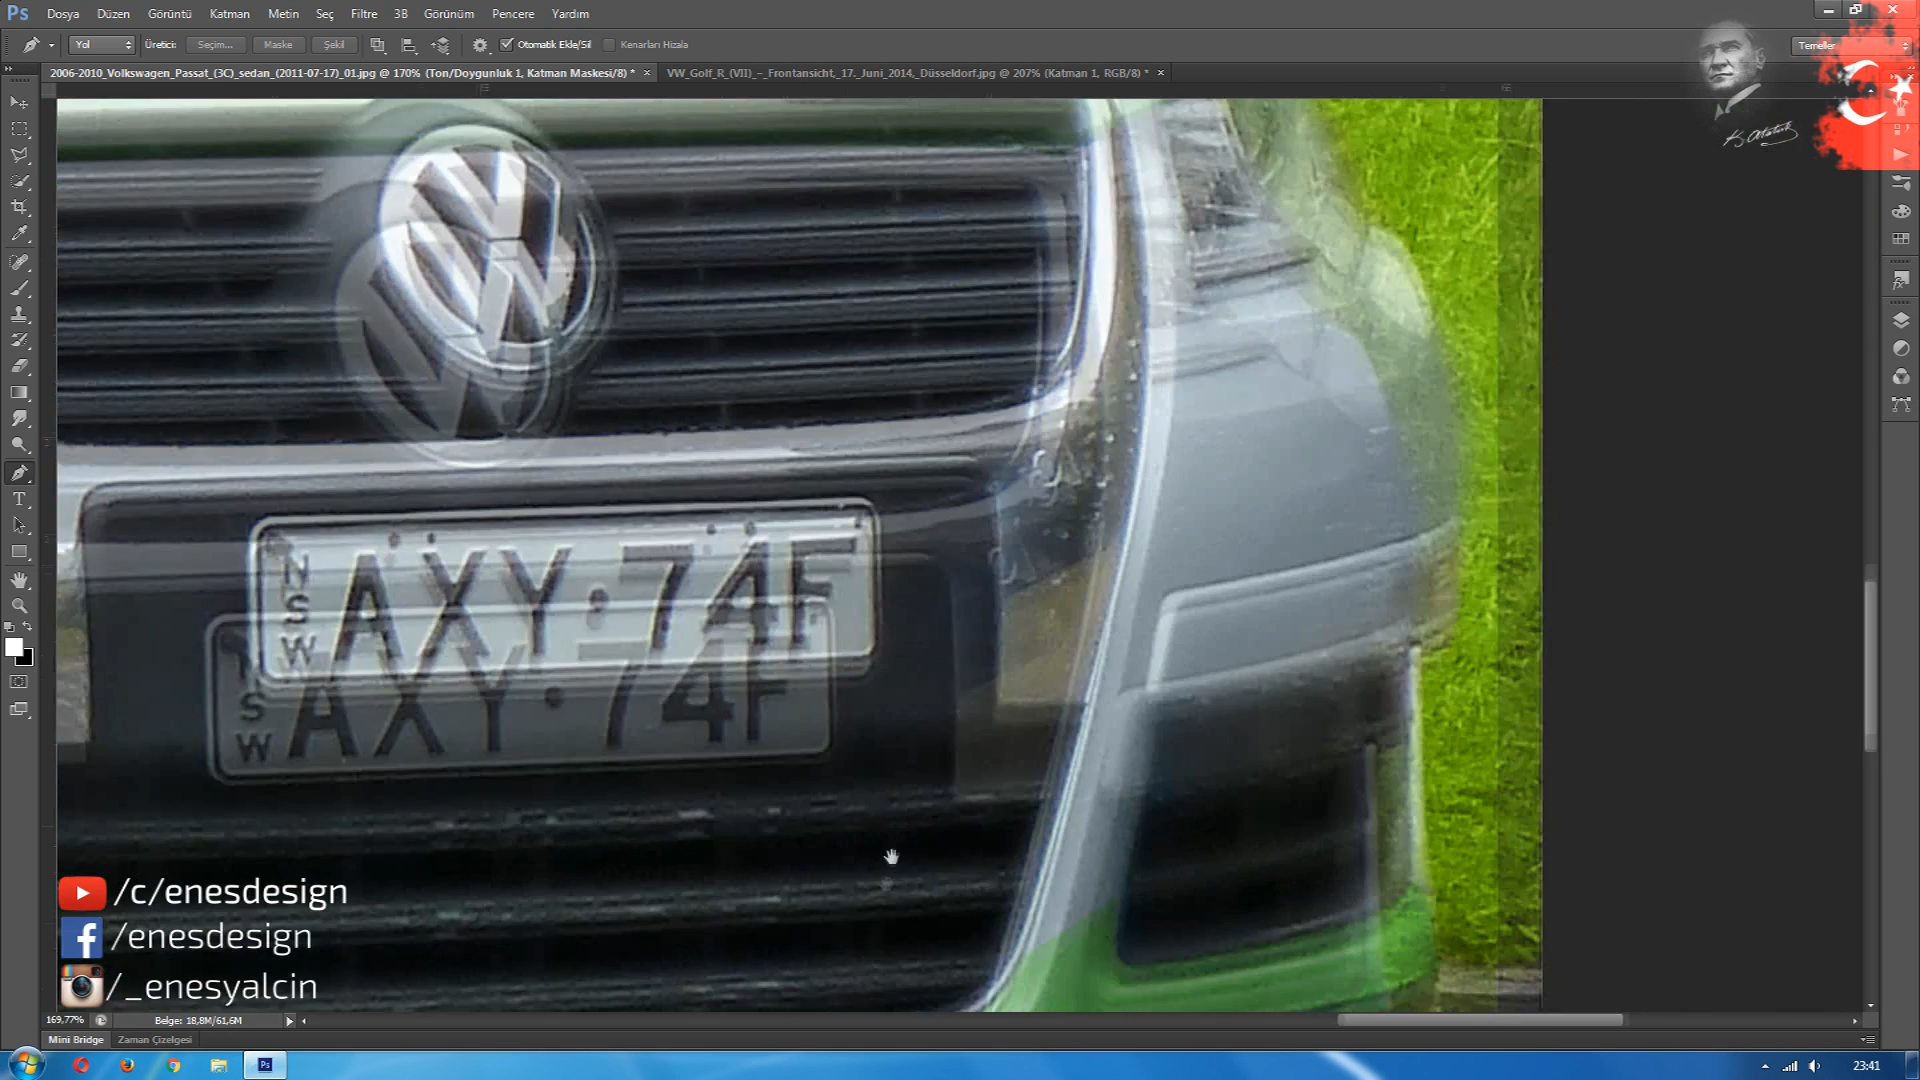 Ps Dosya Düzen Görüntü Katman Metin Seç Filtre 3B Görünüm Pencere Yardım
Yol Üretici: Seçim... Maske Şekil Otomatik Ekle/Sil Kenarları Hizala Temeller
2006-2010_Volkswagen_Passat_(3C)_sedan_(2011-07-17)_01.jpg @ 170% (Ton/Doygunluk 1, Katman Maskesi/8) * × VW_Golf_R_(VII)_–_Frontansicht,_17._Juni_2014,_Düsseldorf.jpg @ 207% (Katman 1, RGB/8) * ×
K. Atatürk
NSW AXY·74F
SW AXY·74F
/c/enesdesign
/enesdesign
/_enesyalcin
169,77% Belge: 18,8M/61,6M
Mini Bridge Zaman Çizelgesi
Ps 23:41